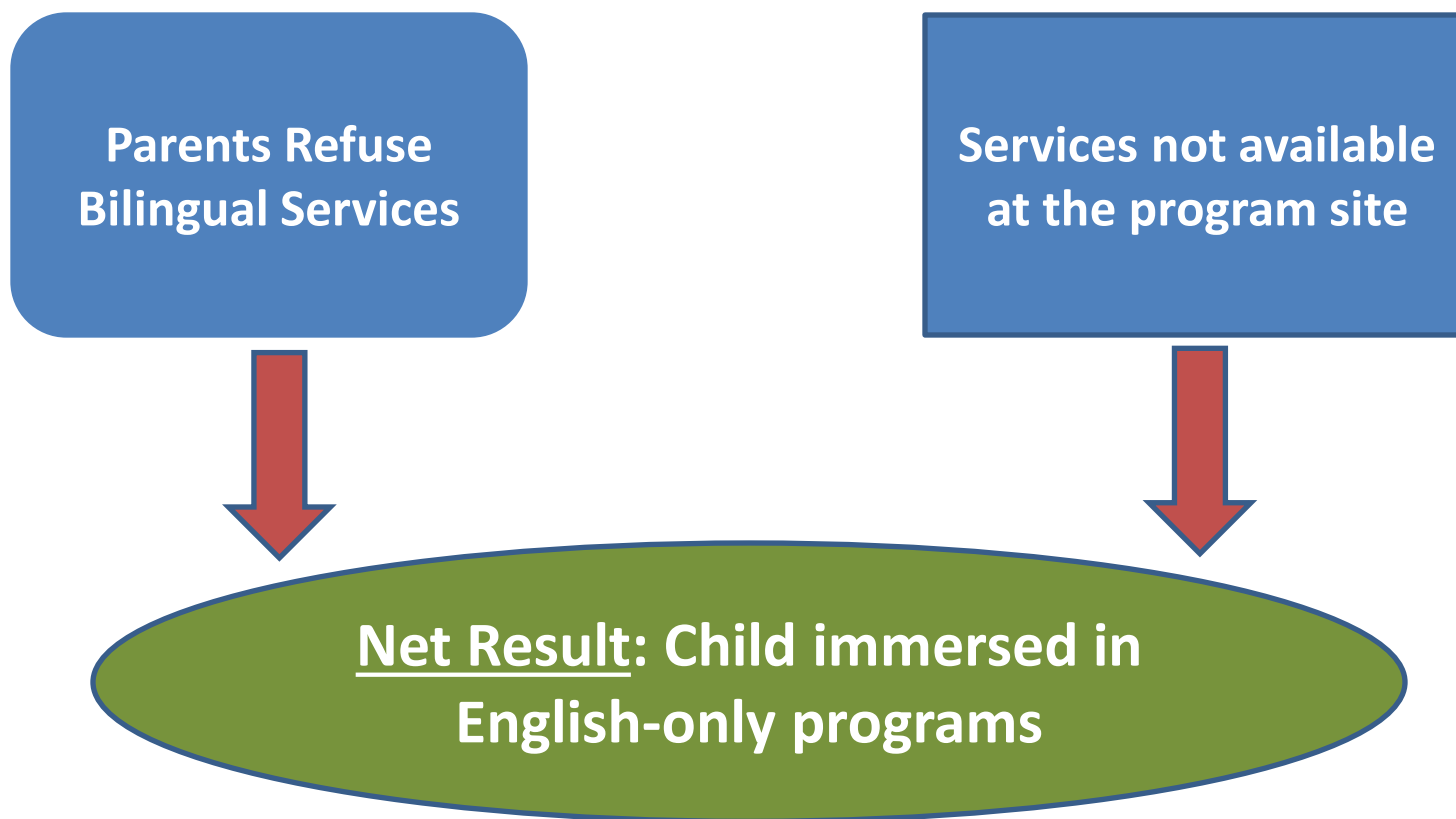 Parents Refuse
Bilingual Services
Services not available
at the program site
Net Result: Child immersed in
English-only programs